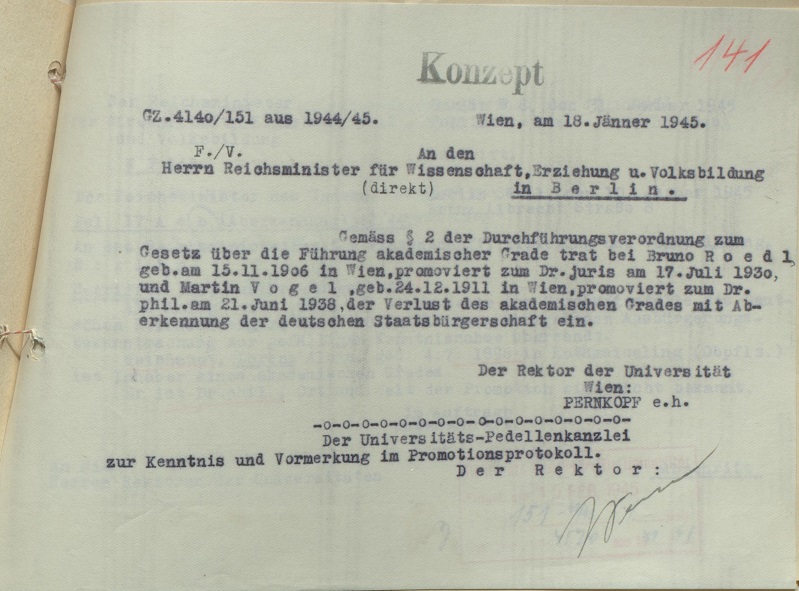 141
Konzept
GZ.4140/151 aus 1944/45. Wien, am 18.Jänner 1945.
F./V. An den
Herrn Reichsminister für Wissenschaft,Erziehung u.Volksbildung
(direkt) in Berlin.
Gemäss § 2 der Durchführungsverordnung zum
Gesetz über die Führung akademischer Grade trat bei Bruno R o e d l,
geb.am 15.11.1906 in Wien,promoviert zum Dr.juris am 17.Juli 1930,
und Martin V o g e l ,geb.24.12.1911 in Wien,promoviert zum Dr.
phil.am 21.Juni 1938,der Verlust des akademischen Grades mit Ab-
erkennung der deutschen Staatsbürgerschaft ein.
Der Rektor der Universität
Wien:
PERNKOPF e.h.
-o-o-o-o-o-o-o-o-o-o-o-o-o-o-o-o-o-o-o-o-
Der Universitäts-Pedellenkanzlei
zur Kenntnis und Vormerkung im Promotionsprotokoll.
D e r R e k t o r :